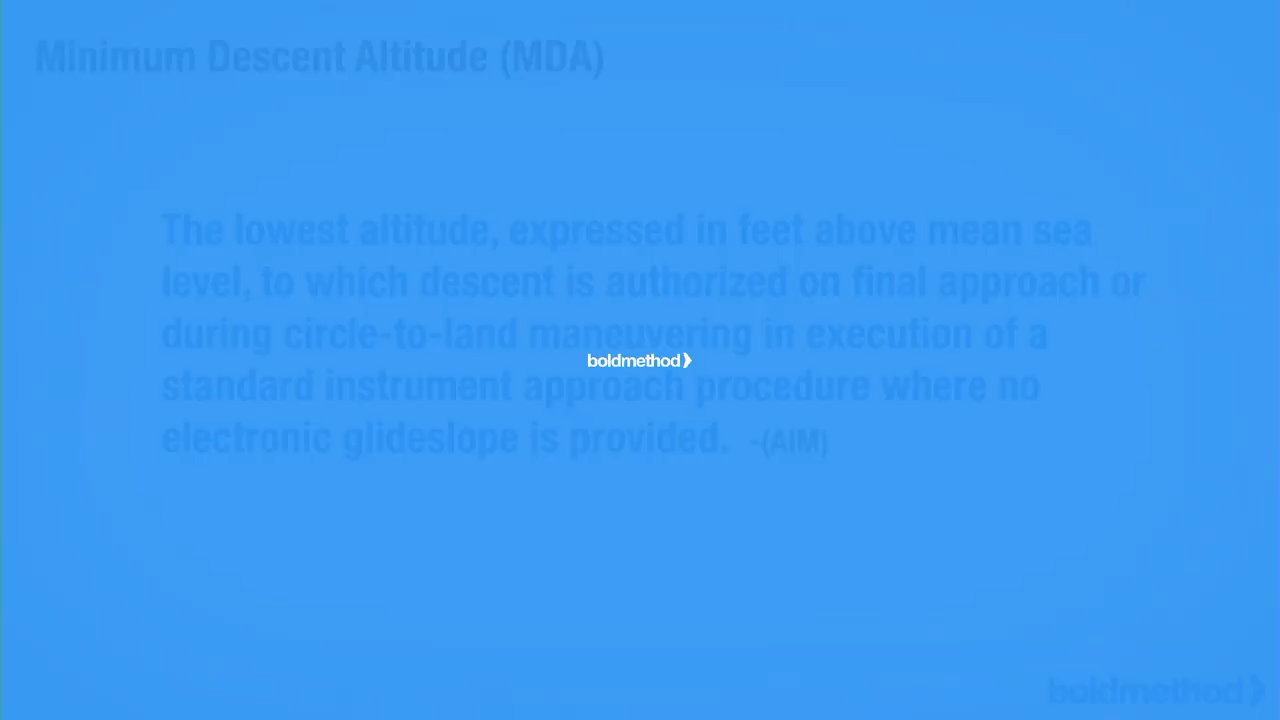 Minimum Descent Altitude (MDA)
The lowest altitude, expressed in feet above mean sea
level, to which descent is authorized on final approach or
during circle-to-land maneuvering in execution of a
boldmethod
standard instrument approach procedure where no
electronic glideslope is provided. -(AIM)
boldmethod